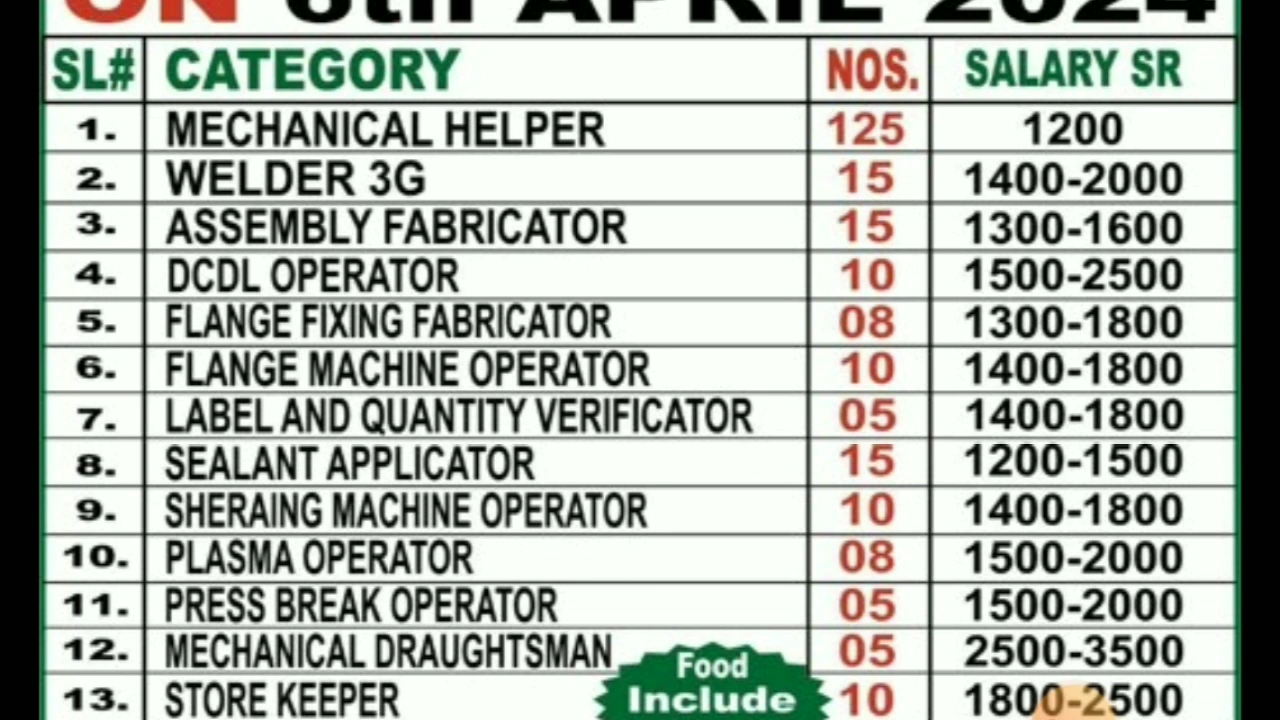 ON 6th APRIL 2024
SL# CATEGORY NOS. SALARY SR
1. MECHANICAL HELPER 125 1200
2. WELDER 3G 15 1400-2000
3. ASSEMBLY FABRICATOR 15 1300-1600
4. DCDL OPERATOR 10 1500-2500
5. FLANGE FIXING FABRICATOR 08 1300-1800
6. FLANGE MACHINE OPERATOR 10 1400-1800
7. LABEL AND QUANTITY VERIFICATOR 05 1400-1800
8. SEALANT APPLICATOR 15 1200-1500
9. SHERAING MACHINE OPERATOR 10 1400-1800
10. PLASMA OPERATOR 08 1500-2000
11. PRESS BREAK OPERATOR 05 1500-2000
12. MECHANICAL DRAUGHTSMAN 05 2500-3500
13. STORE KEEPER 10 1800-2500
Food
Include